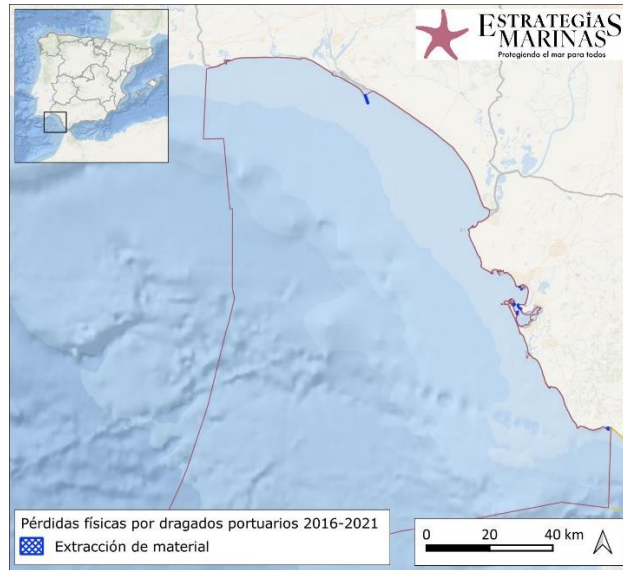 ESTRATEGIAS
MARINAS
Protegiendo el mar para todos
Pérdidas físicas por dragados portuarios 2016-2021
Extracción de material
0 20 40 km